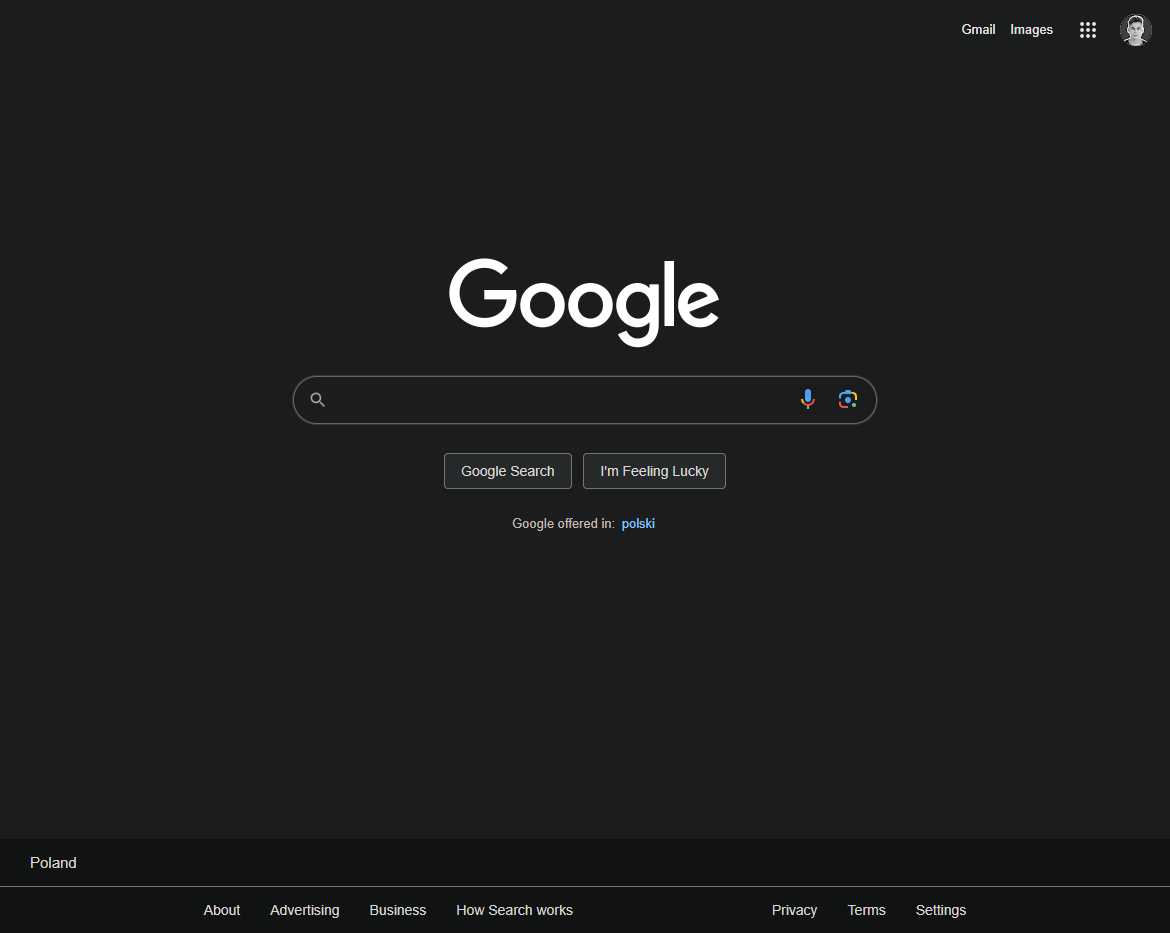 Gmail Images
Google
Google Search I'm Feeling Lucky
Google offered in: polski
Poland
About Advertising Business How Search works Privacy Terms Settings